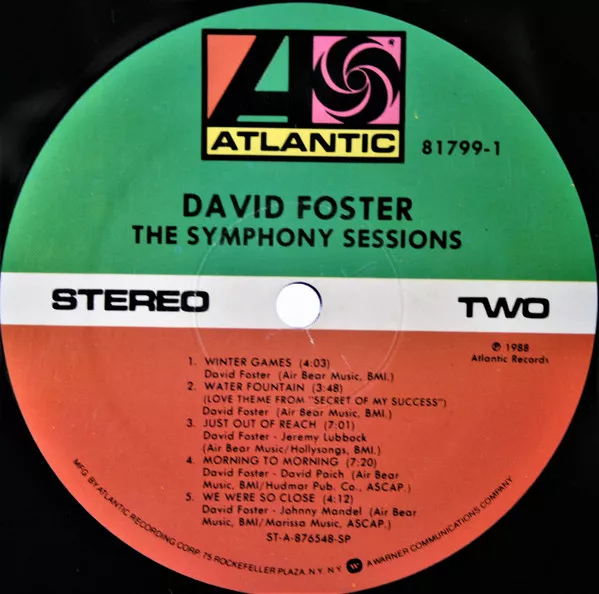 ATLANTIC
81799-1
DAVID FOSTER
THE SYMPHONY SESSIONS
STEREO
TWO
℗ 1988
Atlantic Records
1. WINTER GAMES (4:03)
David Foster (Air Bear Music, BMI.)
2. WATER FOUNTAIN (3:48)
(LOVE THEME FROM "SECRET OF MY SUCCESS")
David Foster (Air Bear Music, BMI.)
3. JUST OUT OF REACH (7:01)
David Foster - Jeremy Lubbock
(Air Bear Music/Hollysongs, BMI.)
4. MORNING TO MORNING (7:20)
David Foster - David Paich (Air Bear
Music, BMI/Hudmar Pub. Co., ASCAP.)
5. WE WERE SO CLOSE (4:12)
David Foster - Johnny Mandel (Air Bear
Music, BMI/Marissa Music, ASCAP.)
ST-A-876548-SP
MFG. BY ATLANTIC RECORDING CORP. 75 ROCKEFELLER PLAZA. N.Y. N.Y. A WARNER COMMUNICATIONS COMPANY